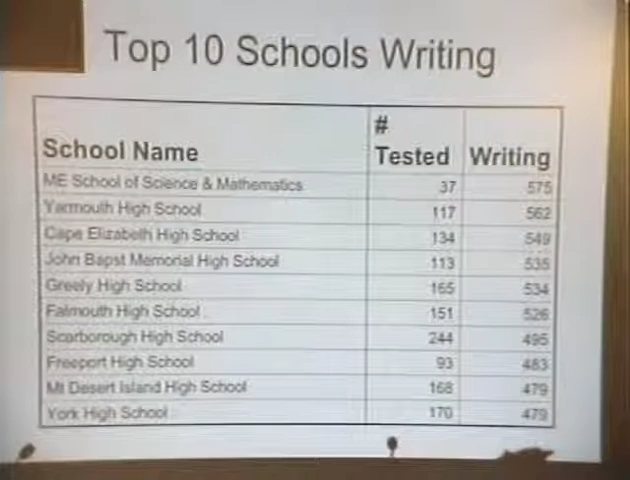 Top 10 Schools Writing
School Name # Tested Writing
ME School of Science & Mathematics 37 575
Yarmouth High School 117 562
Cape Elizabeth High School 134 549
John Bapst Memorial High School 113 535
Greely High School 165 534
Falmouth High School 151 526
Scarborough High School 244 495
Freeport High School 93 483
Mt Desert Island High School 168 479
York High School 170 479